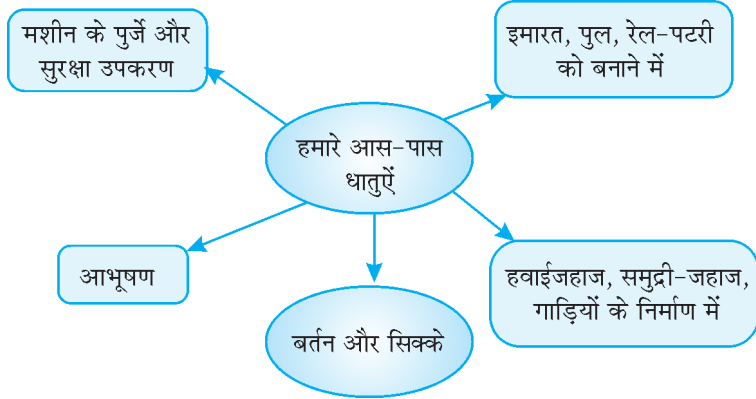 मशीन के पुर्जे और
सुरक्षा उपकरण
इमारत, पुल, रेल-पटरी
को बनाने में
हमारे आस-पास
धातुऐं
आभूषण
बर्तन और सिक्के
हवाईजहाज, समुद्री-जहाज,
गाड़ियों के निर्माण में